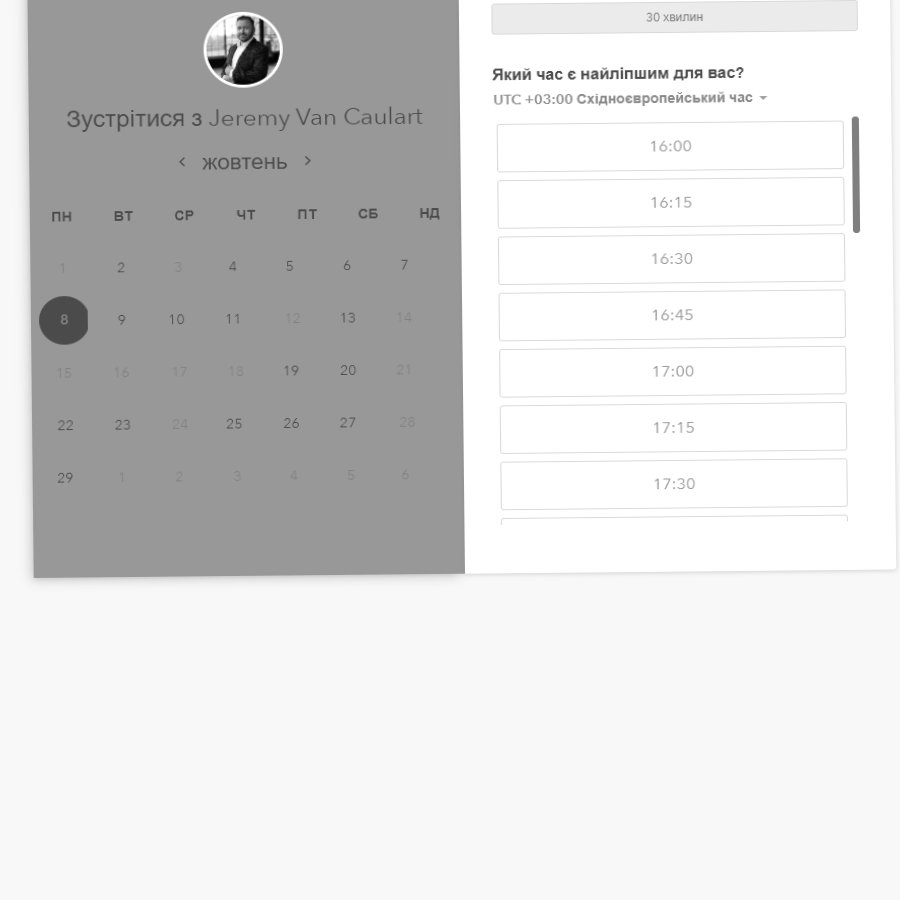 Зустрітися з Jeremy Van Caulart
жовтень
ПН ВТ СР ЧТ ПТ СБ НД
1 2 3 4 5 6 7
8 9 10 11 12 13 14
15 16 17 18 19 20 21
22 23 24 25 26 27 28
29 1 2 3 4 5 6
30 хвилин
Який час є найліпшим для вас?
UTC +03:00 Східноєвропейський час
16:00
16:15
16:30
16:45
17:00
17:15
17:30